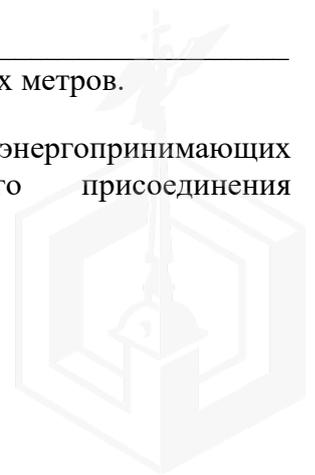 х метров.
энергопринимающих
го присоединения